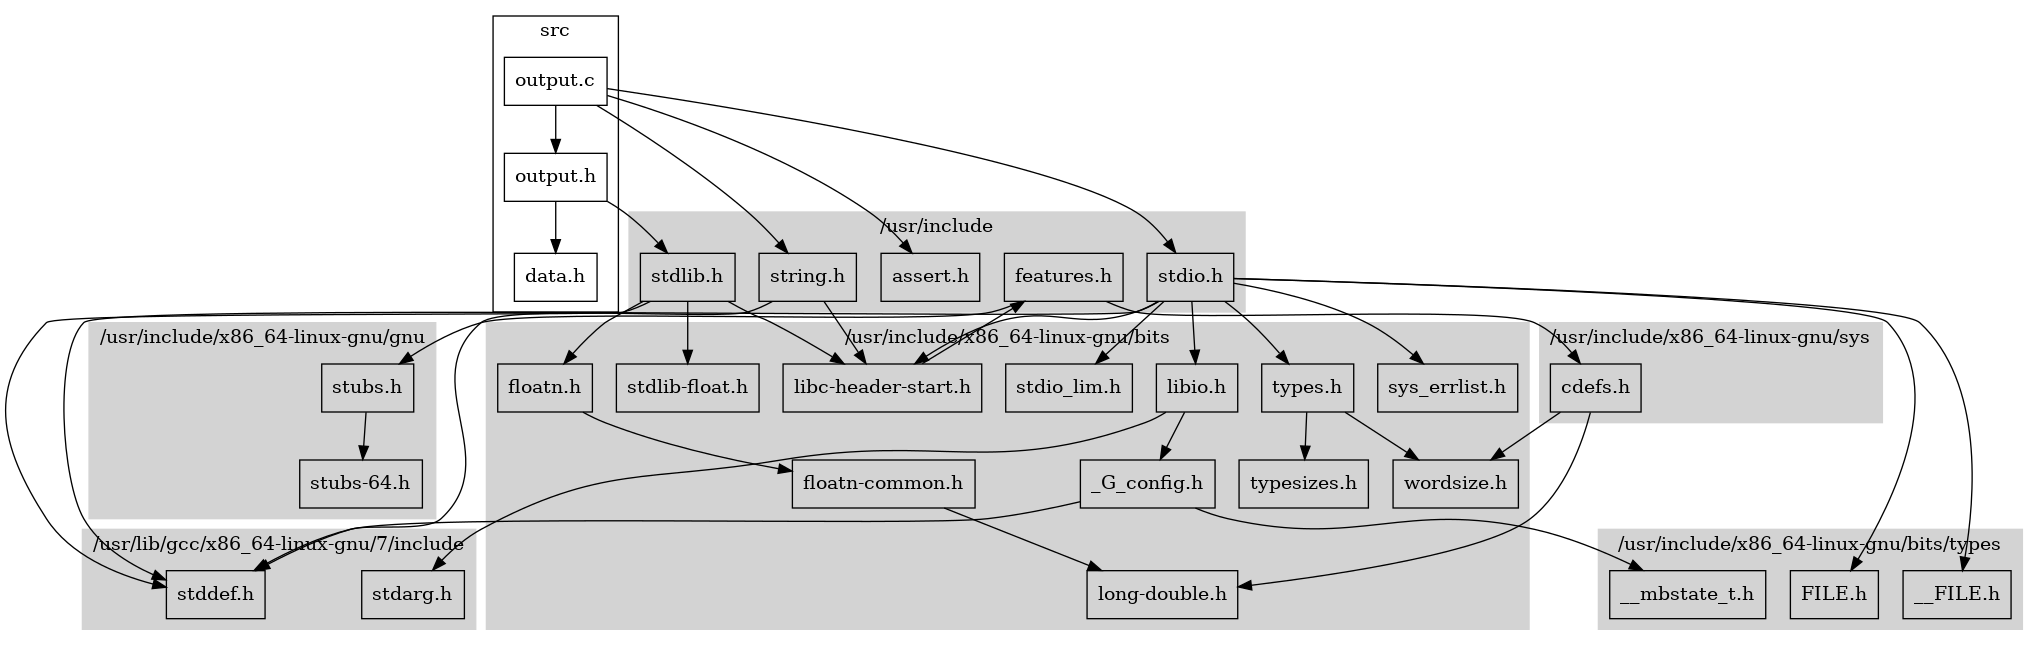 src
output.c
output.h
/usr/include
data.h
stdlib.h
string.h
assert.h
features.h
stdio.h
/usr/include/x86_64-linux-gnu/gnu
/usr/include/x86_64-linux-gnu/bits
/usr/include/x86_64-linux-gnu/sys
stubs.h
floatn.h
stdlib-float.h
libc-header-start.h
stdio_lim.h
libio.h
types.h
sys_errlist.h
cdefs.h
stubs-64.h
floatn-common.h
_G_config.h
typesizes.h
wordsize.h
/usr/lib/gcc/x86_64-linux-gnu/7/include
/usr/include/x86_64-linux-gnu/bits/types
stddef.h
stdarg.h
long-double.h
__mbstate_t.h
FILE.h
__FILE.h